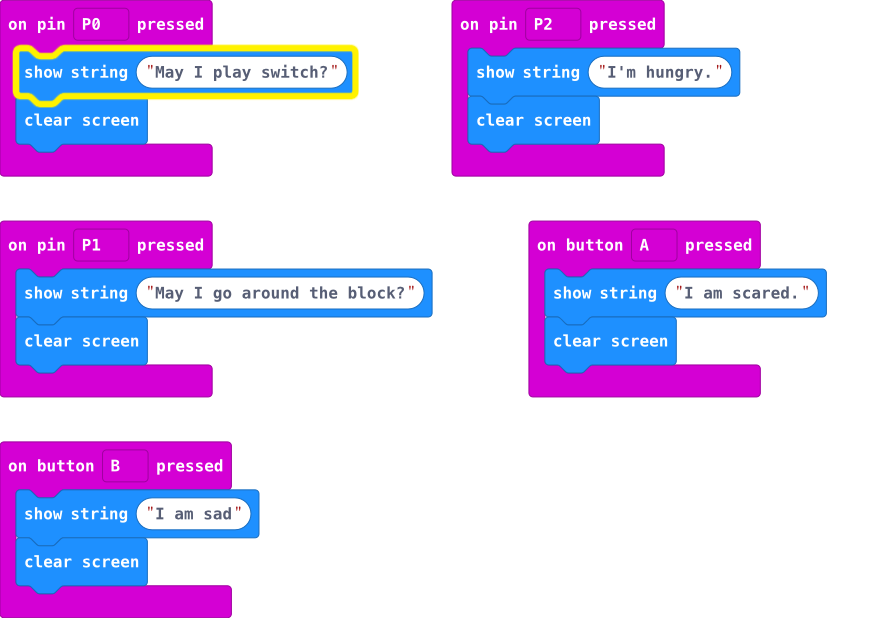 on pin P0 pressed
show string "May I play switch?"
clear screen
on pin P2 pressed
show string "I'm hungry."
clear screen
on pin P1 pressed
show string "May I go around the block?"
clear screen
on button A pressed
show string "I am scared."
clear screen
on button B pressed
show string "I am sad"
clear screen